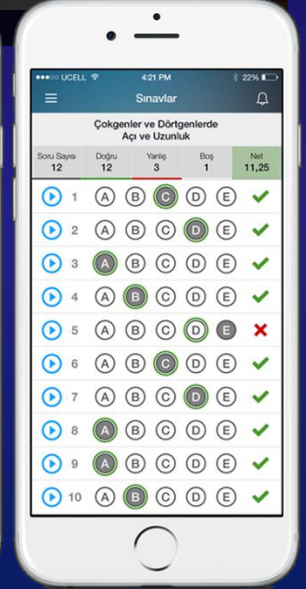 UCELL 4:21 PM 22%
Sınavlar
Çokgenler ve Dörtgenlerde
Açı ve Uzunluk
Soru Sayısı Doğru Yanlış Boş Net
12 12 3 1 11,25
1 A B C D E
2 A B C D E
3 A B C D E
4 A B C D E
5 A B C D E
6 A B C D E
7 A B C D E
8 A B C D E
9 A B C D E
10 A B C D E